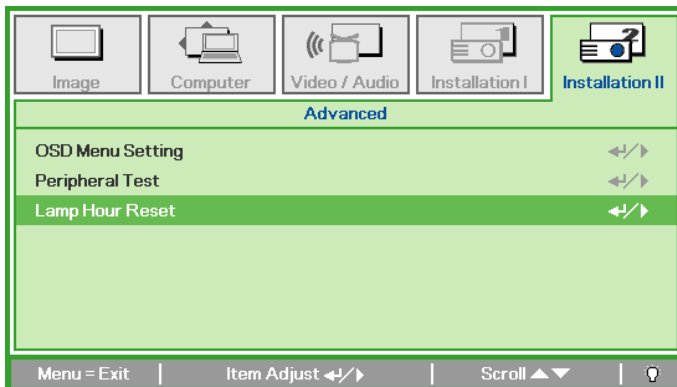 Image Computer Video / Audio Installation I Installation II
Advanced
OSD Menu Setting
Peripheral Test
Lamp Hour Reset
Menu = Exit Item Adjust Scroll